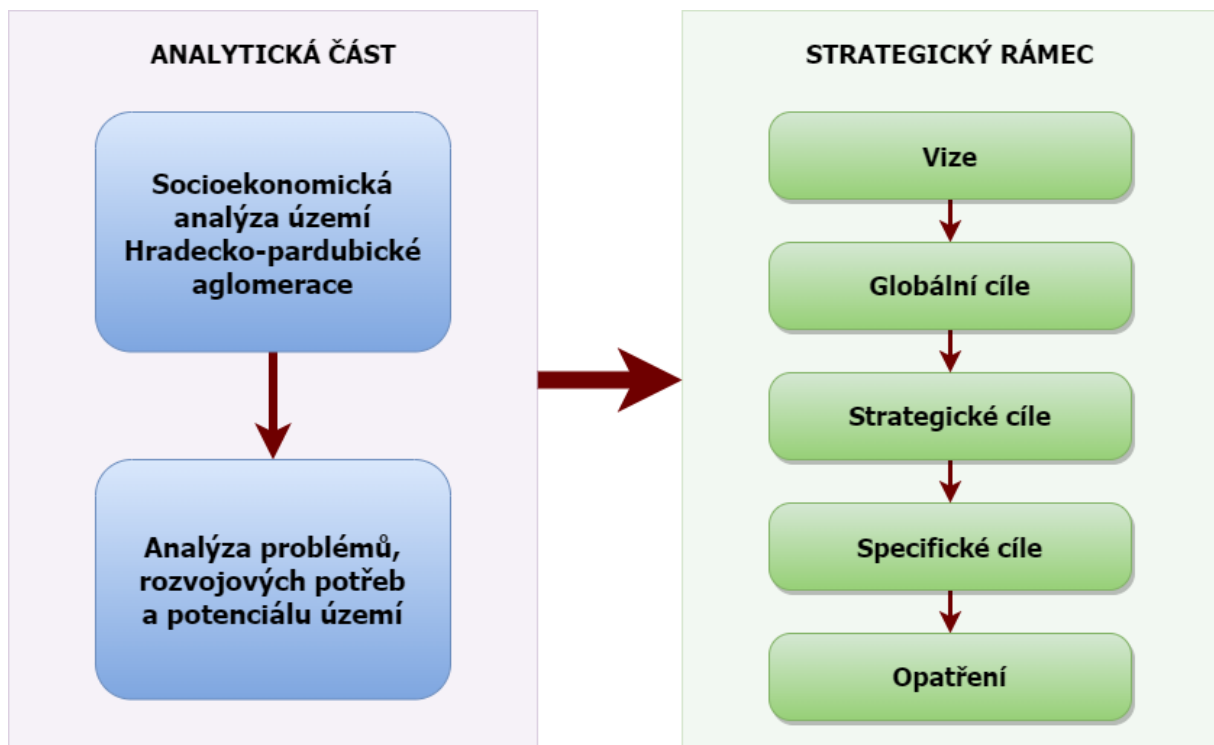 ANALYTICKÁ ČÁST
Socioekonomická
analýza území
Hradecko-pardubické
aglomerace
Analýza problémů,
rozvojových potřeb
a potenciálu území
STRATEGICKÝ RÁMEC
Vize
Globální cíle
Strategické cíle
Specifické cíle
Opatření